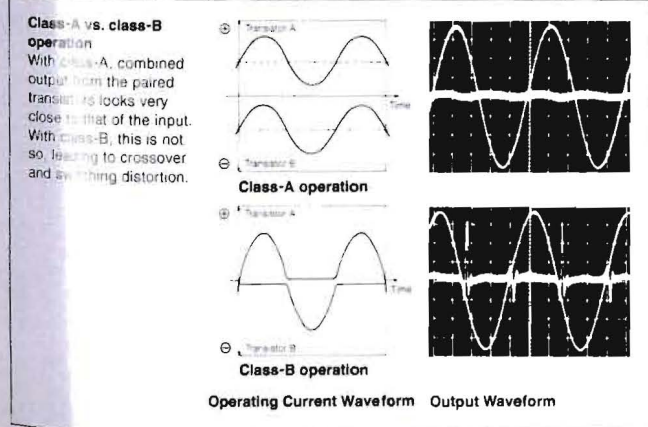 Class-A vs. class-B
operation
With class-A, combined
output from the paired
transistors looks very
close to that of the input.
With class-B, this is not
so, leading to crossover
and switching distortion.
⊕ Transistor A
Time
⊖ Transistor B
Class-A operation
⊕ Transistor A
Time
⊖ Transistor B
Class-B operation
Operating Current Waveform Output Waveform